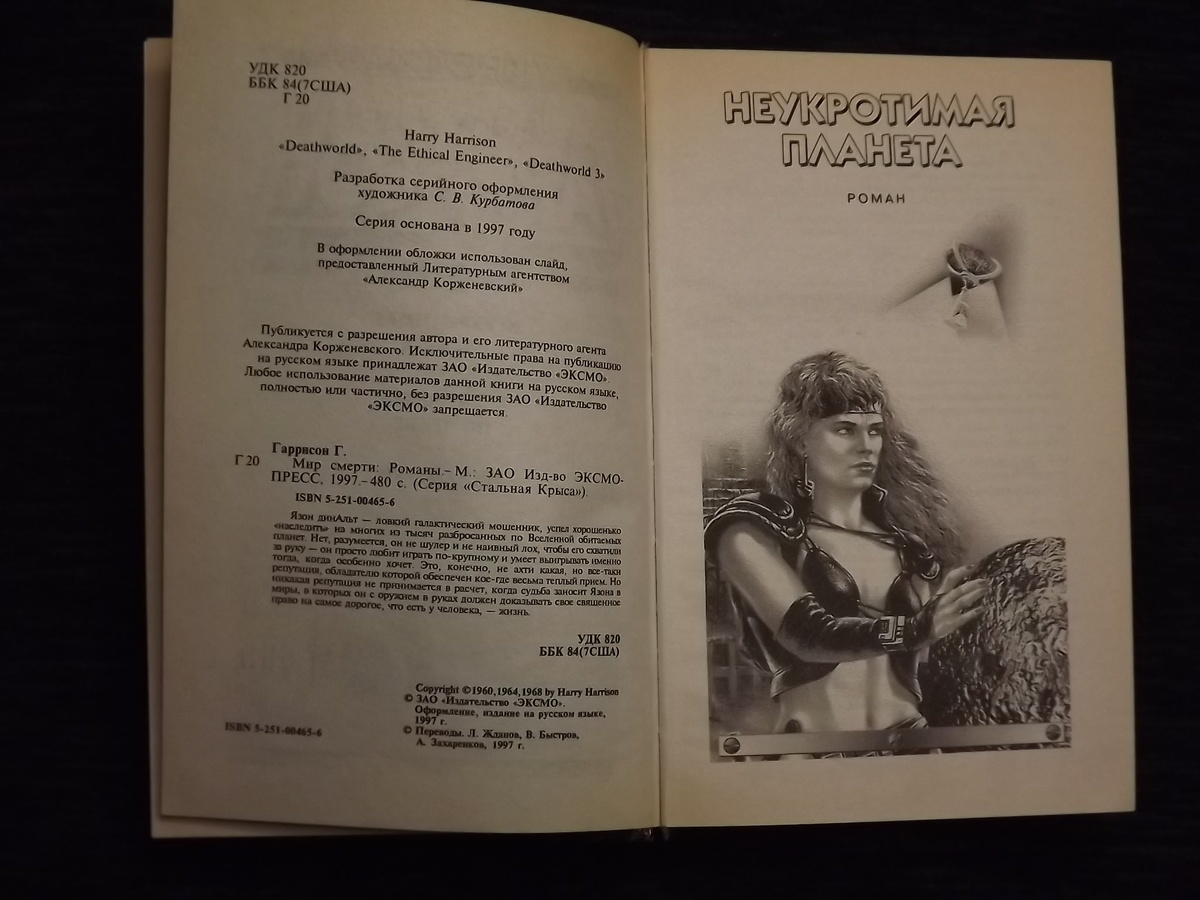 УДК 820
ББК 84(7США)
Г 20
Harry Harrison
«Deathworld», «The Ethical Engineer», «Deathworld 3»
Разработка серийного оформления
художника С. В. Курбатова
Серия основана в 1997 году
В оформлении обложки использован слайд,
предоставленный Литературным агентством
«Александр Корженевский»
Публикуется с разрешения автора и его литературного агента
Александра Корженевского. Исключительные права на публикацию
на русском языке принадлежат ЗАО «Издательство «ЭКСМО».
Любое использование материалов данной книги на русском языке,
полностью или частично, без разрешения ЗАО «Издательство
«ЭКСМО» запрещается.
Гаррисон Г.
Г 20 Мир смерти: Романы.– М.: ЗАО Изд-во ЭКСМО-
ПРЕСС, 1997.– 480 с. (Серия «Стальная Крыса»).
ISBN 5-251-00465-6
Язон динАльт — ловкий галактический мошенник, успел хорошенько
«наследить» на многих из тысяч разбросанных по Вселенной обитаемых
планет. Нет, разумеется, он не шулер и не наивный лох, чтобы его схватили
за руку — он просто любит играть по-крупному и умеет выигрывать именно
тогда, когда особенно хочет. Это, конечно, не ахти какая, но все-таки
репутация, обладателю которой обеспечен кое-где весьма теплый прием. Но
никакая репутация не принимается в расчет, когда судьба заносит Язона в
миры, в которых он с оружием в руках должен доказывать свое священное
право на самое дорогое, что есть у человека, — жизнь.
УДК 820
ББК 84(7США)
Copyright ©1960,1964,1968 by Harry Harrison
© ЗАО «Издательство «ЭКСМО».
Оформление, издание на русском языке,
1997 г.
© Переводы. Л. Жданов, В. Быстров,
А. Захаренков, 1997 г.
ISBN 5-251-00465-6
НЕУКРОТИМАЯ
ПЛАНЕТА
РОМАН